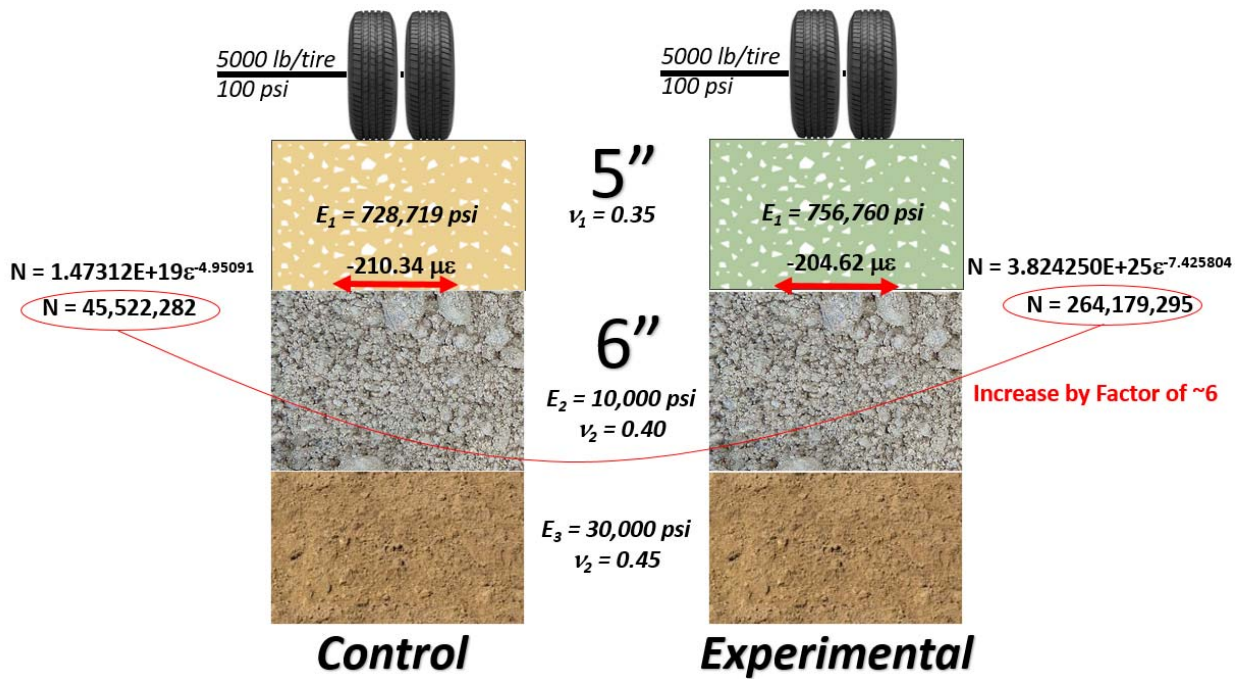 5000 lb/tire
100 psi
5000 lb/tire
100 psi
5”
ν₁ = 0.35
E₁ = 728,719 psi
E₁ = 756,760 psi
-210.34 με
-204.62 με
N = 1.47312E+19ε⁻⁴·⁹⁵⁰⁹¹
N = 45,522,282
N = 3.824250E+25ε⁻⁷·⁴²⁵⁸⁰⁴
N = 264,179,295
6”
E₂ = 10,000 psi
ν₂ = 0.40
Increase by Factor of ~6
E₃ = 30,000 psi
ν₂ = 0.45
Control
Experimental